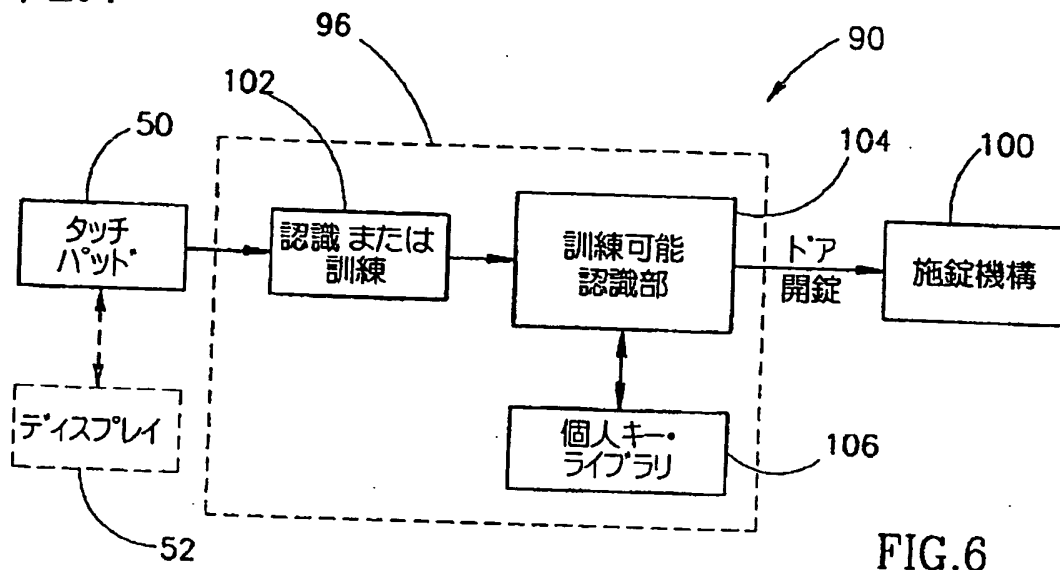 96
90
102
50
104
100
タッチ
パッド
認識 または
訓練
訓練可能
認識部
ドア
開錠
施錠機構
ディスプレイ
個人キー・
ライブラリ
106
52
FIG.6